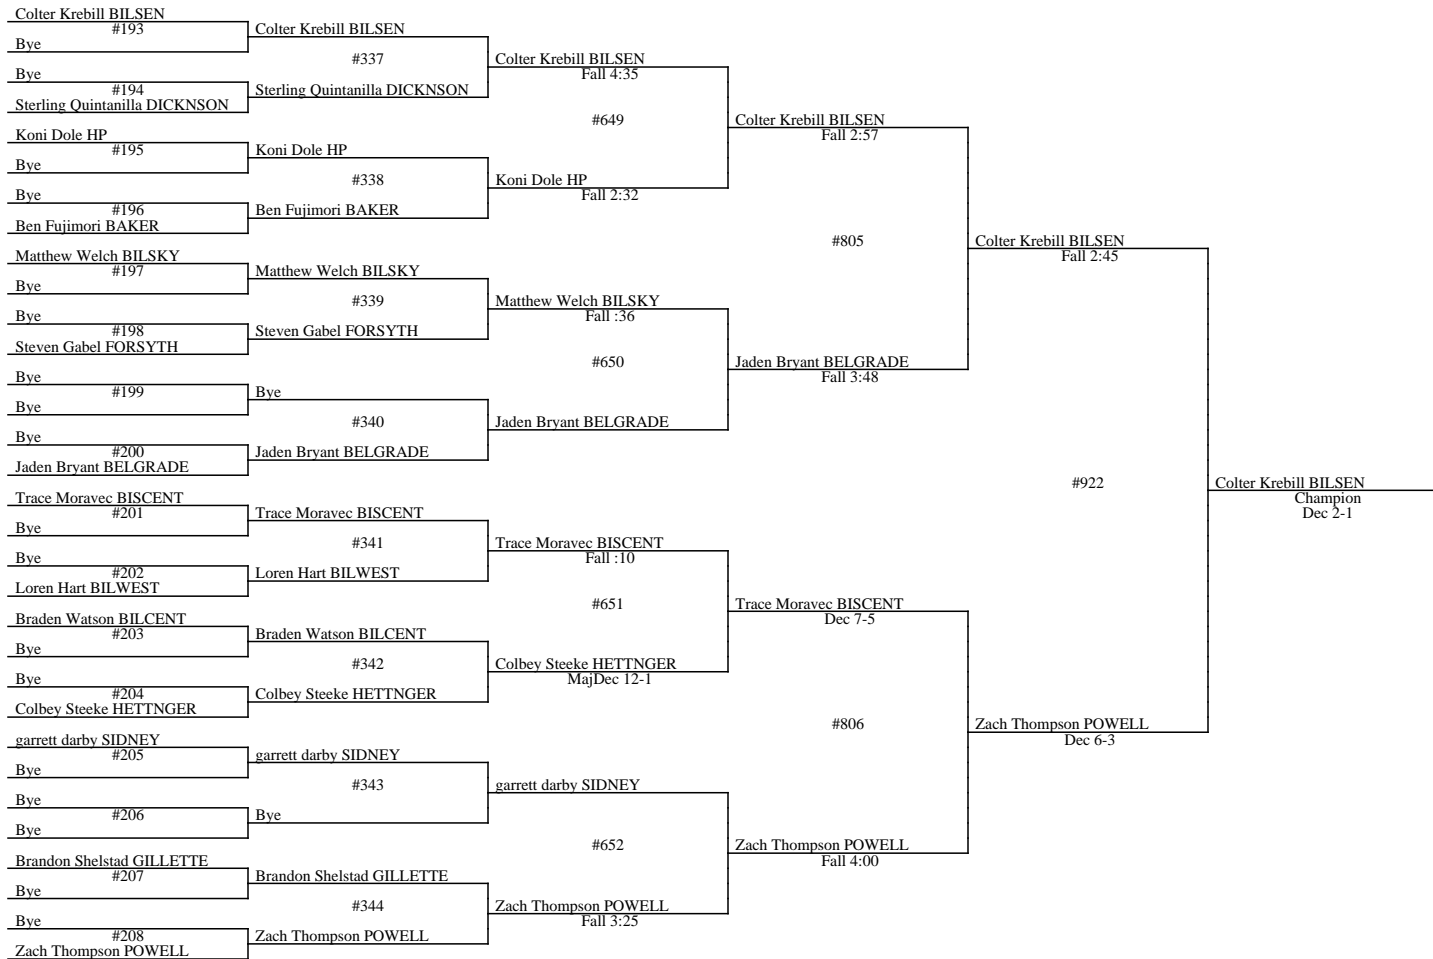 Colter Krebill BILSEN
#193
Bye
Bye
#194
Sterling Quintanilla DICKNSON
Koni Dole HP
#195
Bye
Bye
#196
Ben Fujimori BAKER
Matthew Welch BILSKY
#197
Bye
Bye
#198
Steven Gabel FORSYTH
Bye
#199
Bye
Bye
#200
Jaden Bryant BELGRADE
Trace Moravec BISCENT
#201
Bye
Bye
#202
Loren Hart BILWEST
Braden Watson BILCENT
#203
Bye
Bye
#204
Colbey Steeke HETTNGER
garrett darby SIDNEY
#205
Bye
Bye
#206
Bye
Brandon Shelstad GILLETTE
#207
Bye
Bye
#208
Zach Thompson POWELL
Colter Krebill BILSEN
#337
Sterling Quintanilla DICKNSON
Koni Dole HP
#338
Ben Fujimori BAKER
Matthew Welch BILSKY
#339
Steven Gabel FORSYTH
Bye
#340
Jaden Bryant BELGRADE
Trace Moravec BISCENT
#341
Loren Hart BILWEST
Braden Watson BILCENT
#342
Colbey Steeke HETTNGER
garrett darby SIDNEY
#343
Bye
Brandon Shelstad GILLETTE
#344
Zach Thompson POWELL
Colter Krebill BILSEN
Fall 4:35
#649
Koni Dole HP
Fall 2:32
Matthew Welch BILSKY
Fall :36
#650
Jaden Bryant BELGRADE
Trace Moravec BISCENT
Fall :10
#651
Colbey Steeke HETTNGER
MajDec 12-1
garrett darby SIDNEY
#652
Zach Thompson POWELL
Fall 3:25
Colter Krebill BILSEN
Fall 2:57
#805
Jaden Bryant BELGRADE
Fall 3:48
Trace Moravec BISCENT
Dec 7-5
#806
Zach Thompson POWELL
Fall 4:00
Colter Krebill BILSEN
Fall 2:45
#922
Zach Thompson POWELL
Dec 6-3
Colter Krebill BILSEN
Champion
Dec 2-1